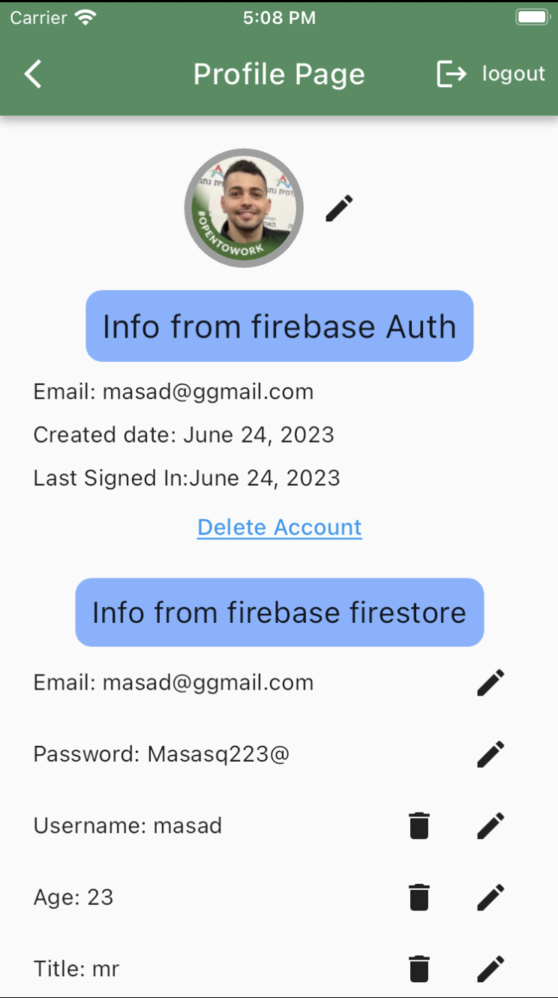 Carrier 5:08 PM
Profile Page logout
#OPENTOWORK
Info from firebase Auth
Email: masad@ggmail.com
Created date: June 24, 2023
Last Signed In:June 24, 2023
Delete Account
Info from firebase firestore
Email: masad@ggmail.com
Password: Masasq223@
Username: masad
Age: 23
Title: mr